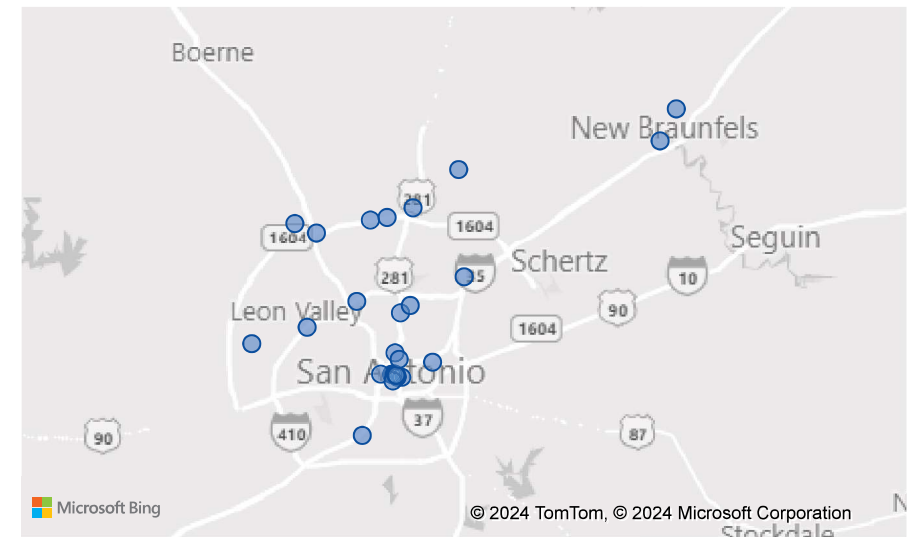 Boerne
New Braunfels
281
1604
1604
Seguin
Schertz
281
35
10
90
Leon Valley
1604
San Antonio
37
410
90
87
Microsoft Bing
© 2024 TomTom, © 2024 Microsoft Corporation
N
Stockdale